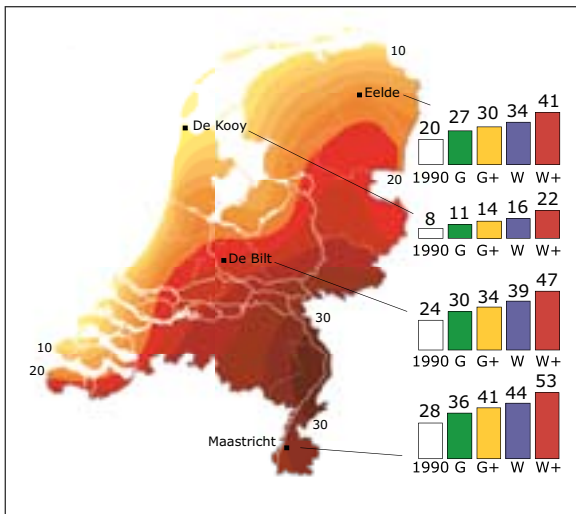 10
Eelde
De Kooy
20 27 30 34 41
1990 G G+ W W+
20
8 11 14 16 22
1990 G G+ W W+
De Bilt
24 30 34 39 47
1990 G G+ W W+
30
10
20
28 36 41 44 53
1990 G G+ W W+
30
Maastricht